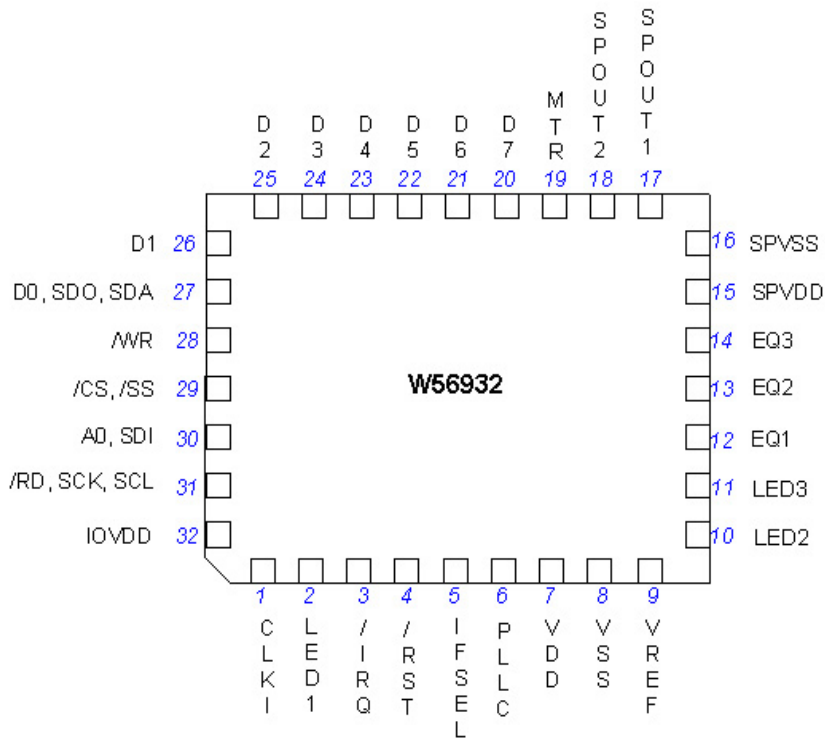 SPOUT2
SPOUT1
MTR
D2
D3
D4
D5
D6
D7
25
24
23
22
21
20
19
18
17
D1 26
16 SPVSS
D0, SDO, SDA 27
15 SPVDD
/WR 28
14 EQ3
/CS, /SS 29
W56932
13 EQ2
A0, SDI 30
12 EQ1
/RD, SCK, SCL 31
11 LED3
IOVDD 32
10 LED2
1
2
3
4
5
6
7
8
9
CLKI
LED1
/IRQ
/RST
IFSEL
PLLC
VDD
VSS
VREF